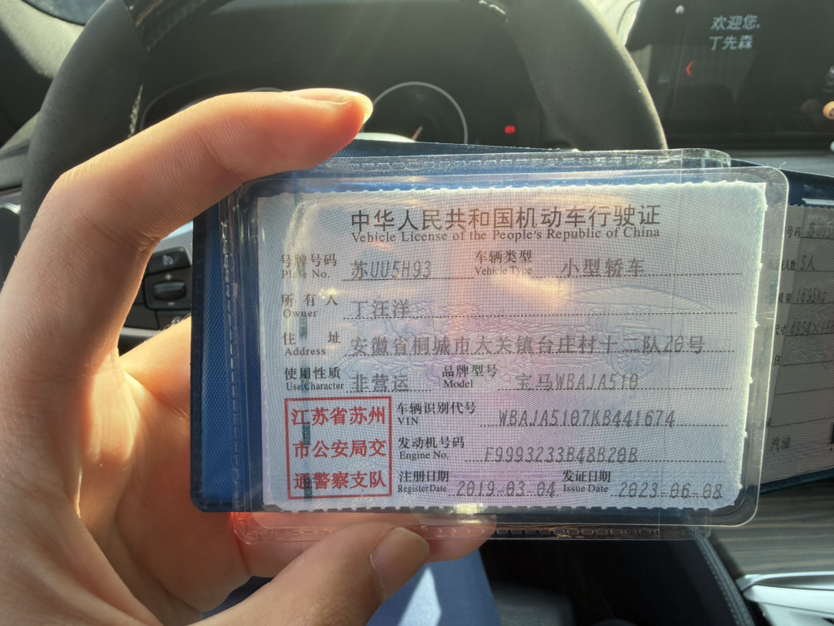 欢迎您,
丁先森
中华人民共和国机动车行驶证
Vehicle License of the People's Republic of China
号牌号码 苏UU5H93 车辆类型 小型轿车
Plate No. Vehicle Type
所有人 丁汪洋
Owner
住址 安徽省桐城市大关镇台庄村十二队20号
Address
使用性质 非营运 品牌型号 宝马WBAJA510
Use Character Model
江苏省苏州
市公安局交
通警察支队
车辆识别代号 WBAJA5107KB441674
VIN
发动机号码 F9993233B48B20B
Engine No.
注册日期 2019-03-04 发证日期 2023-06-08
Register Date Issue Date
5人
汽油